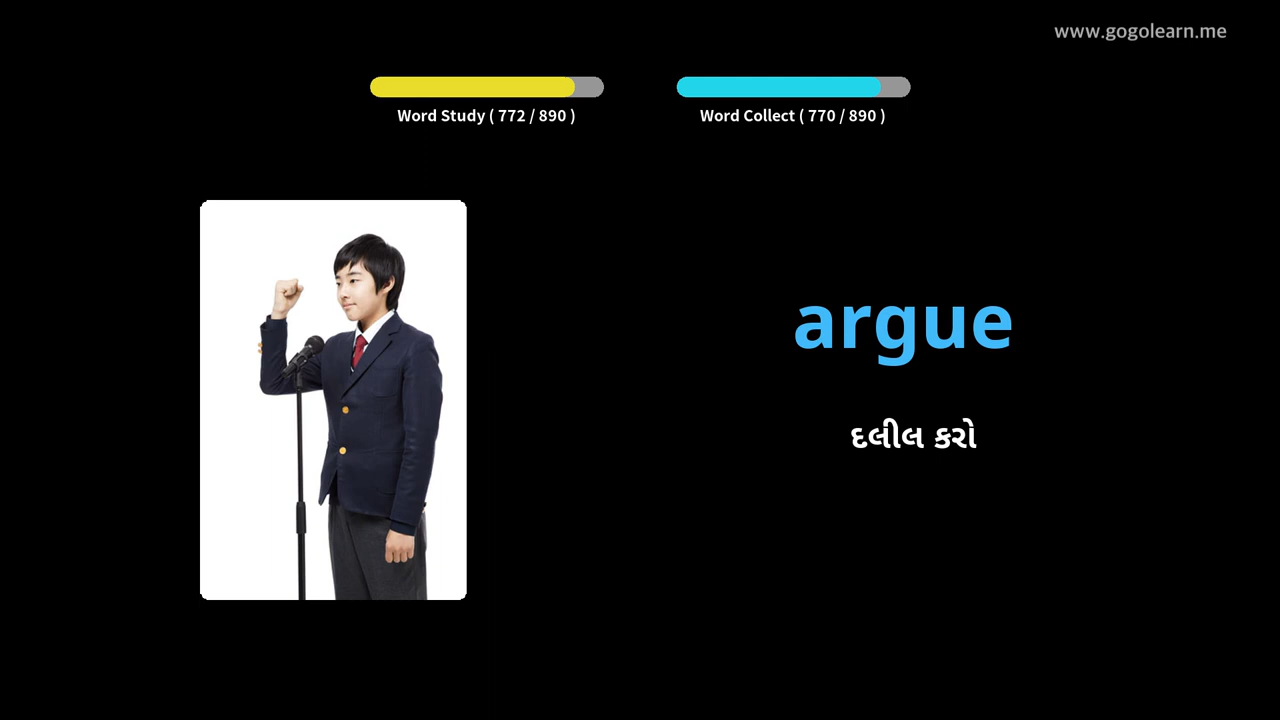 www.gogolearn.me
Word Study ( 772 / 890 )
Word Collect ( 770 / 890 )
argue
દલીલ કરો